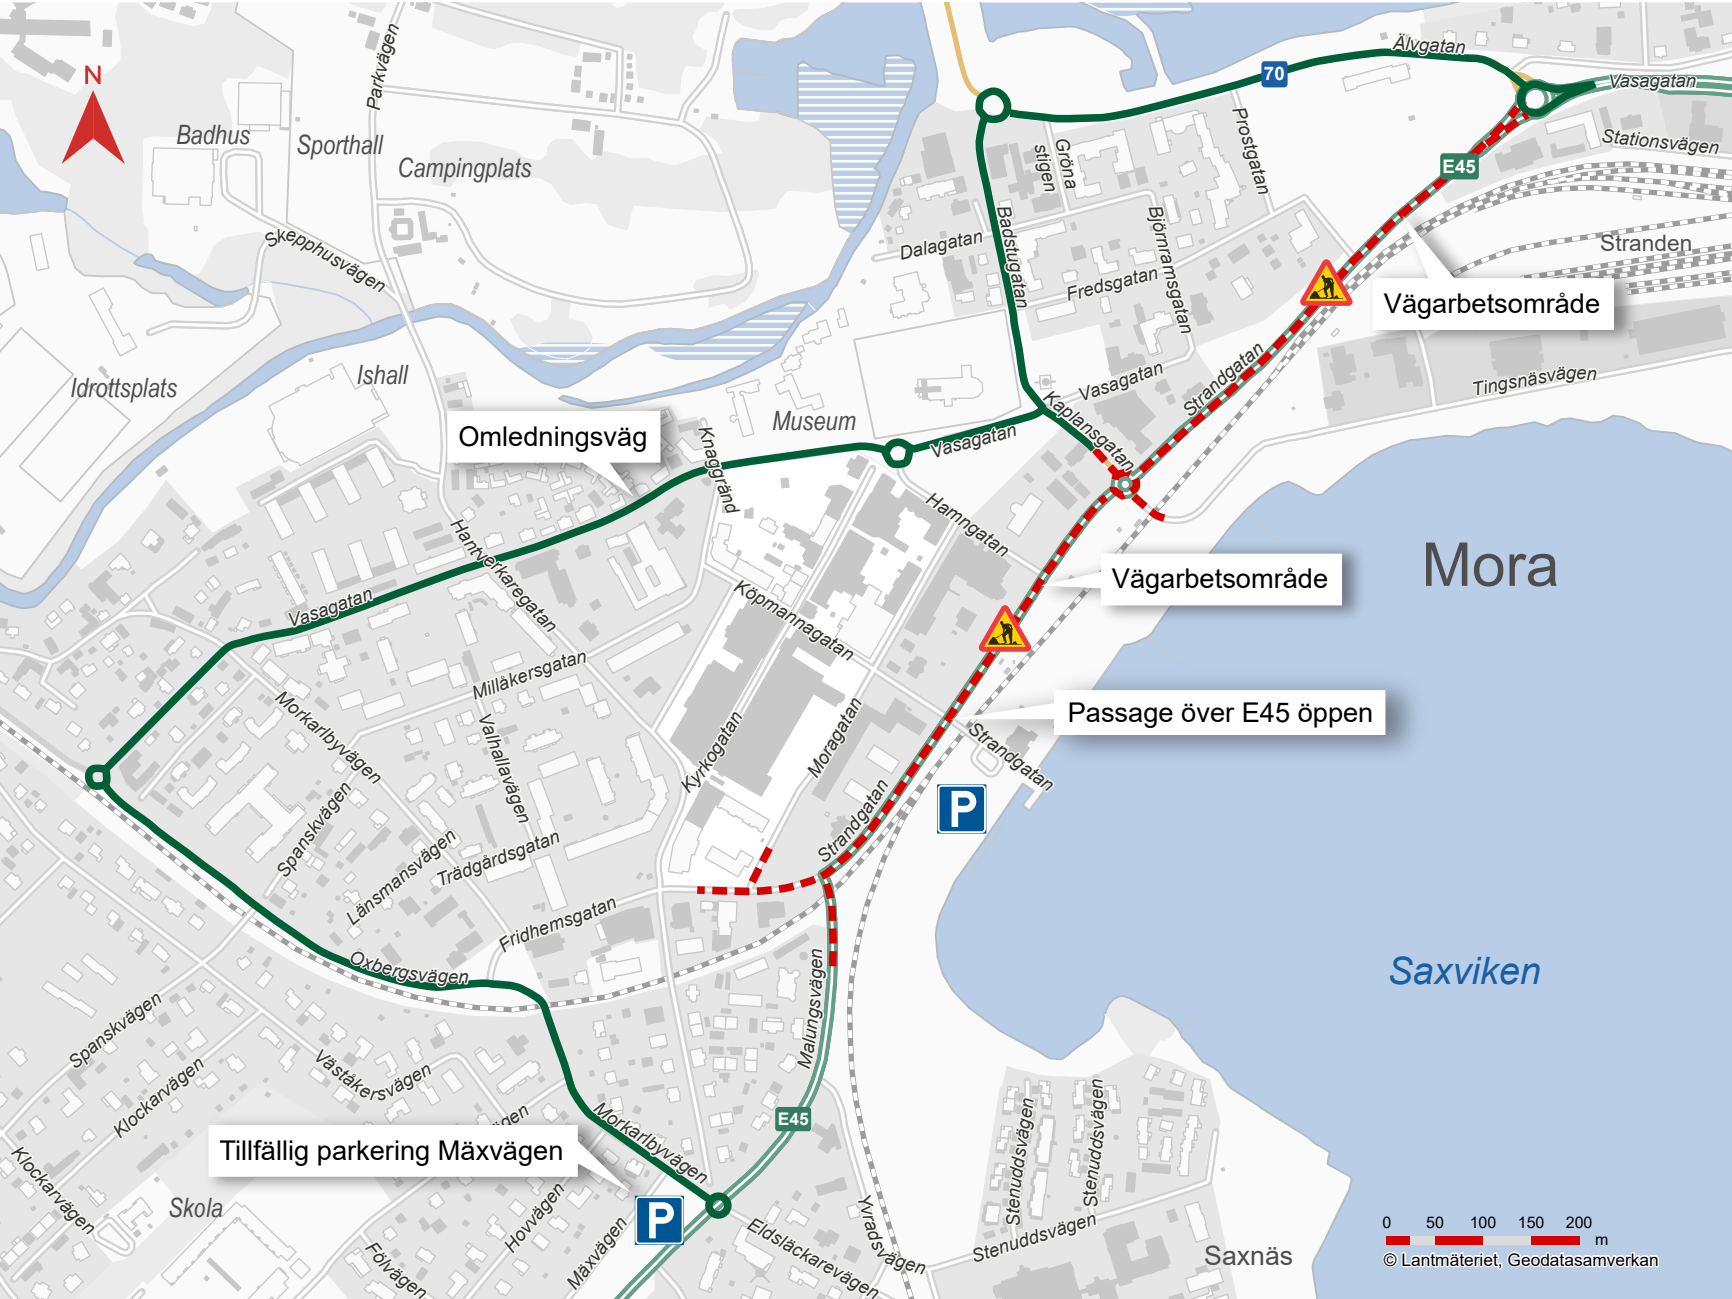 N
Parkvägen
Badhus
Sporthall
Campingplats
Skepphusvägen
Idrottsplats
Ishall
Älvgatan
70
Vasagatan
Stationsvägen
E45
Prostgatan
Gröna
stigen
Badstugatan
Dalagatan
Björnramsgatan
Fredsgatan
Stranden
Vägarbetsområde
Tingsnäsvägen
Strandgatan
Vasagatan
Kaplansgatan
Museum
Vasagatan
Omledningsväg
Knaggränd
Hamngatan
Hantverkaregatan
Vasagatan
Köpmannagatan
Vägarbetsområde
Mora
Millåkersgatan
Morkarlbyvägen
Valhallavägen
Kyrkogatan
Moragatan
Passage över E45 öppen
Strandgatan
P
Strandgatan
Spanskvägen
Länsmansvägen
Trädgårdsgatan
Fridhemsgatan
Oxbergsvägen
Malungsvägen
Saxviken
Spanskvägen
Klockarvägen
Våståkersvägen
ägen
E45
Morkarlbyvägen
Tillfällig parkering Mäxvägen
Klockarvägen
Skola
P
Hovvägen
Mäxvägen
Fölvägen
Eldsläckarevägen
Yvradsvägen
Stenuddsvägen
Stenuddsvägen
Stenuddsvägen
Saxnäs
0 50 100 150 200
m
© Lantmäteriet, Geodatasamverkan